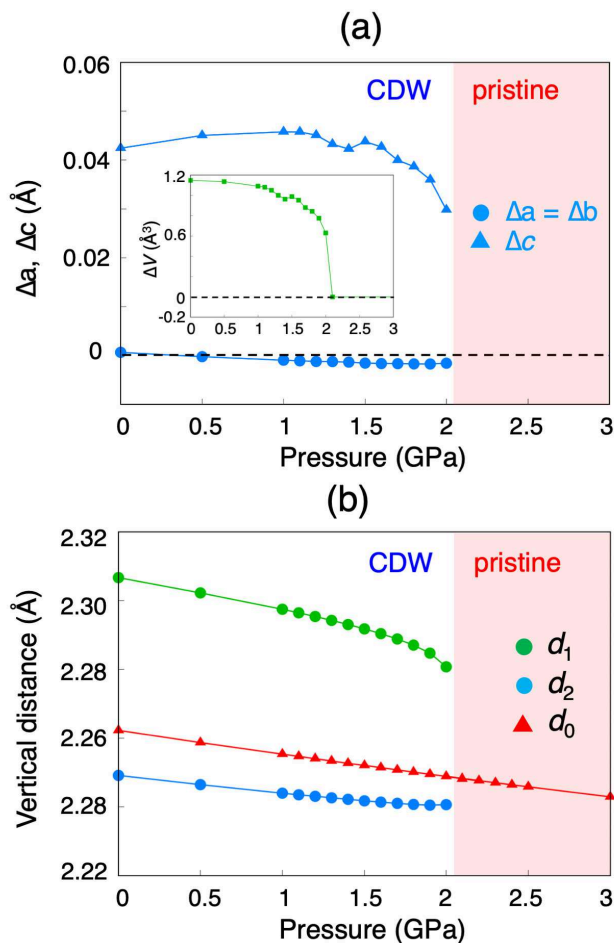 (a)
0.06
0.04
0.02
0
Δa, Δc (Å)
CDW
pristine
Δa = Δb
Δc
1.2
0.6
0
-0.2
ΔV (Å³)
0 0.5 1 1.5 2 2.5 3
0 0.5 1 1.5 2 2.5 3
Pressure (GPa)
(b)
2.32
2.30
2.28
2.26
2.28
2.22
Vertical distance (Å)
CDW
pristine
d₁
d₂
d₀
0 0.5 1 1.5 2 2.5 3
Pressure (GPa)